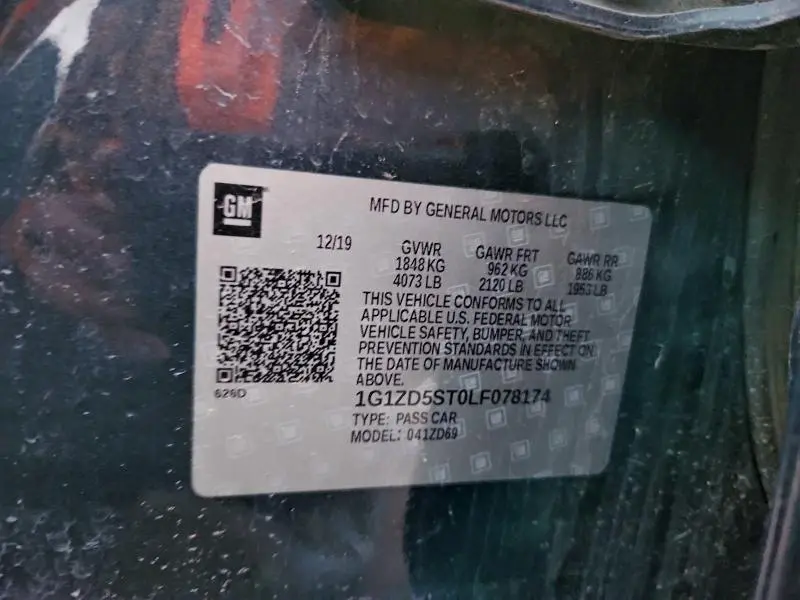 GM
MFD BY GENERAL MOTORS LLC
12/19
GVWR GAWR FRT GAWR RR
1848 KG 962 KG 886 KG
4073 LB 2120 LB 1953 LB
THIS VEHICLE CONFORMS TO ALL
APPLICABLE U.S. FEDERAL MOTOR
VEHICLE SAFETY, BUMPER, AND THEFT
PREVENTION STANDARDS IN EFFECT ON
THE DATE OF MANUFACTURE SHOWN
ABOVE.
626D
1G1ZD5ST0LF078174
TYPE: PASS CAR
MODEL: 041ZD69